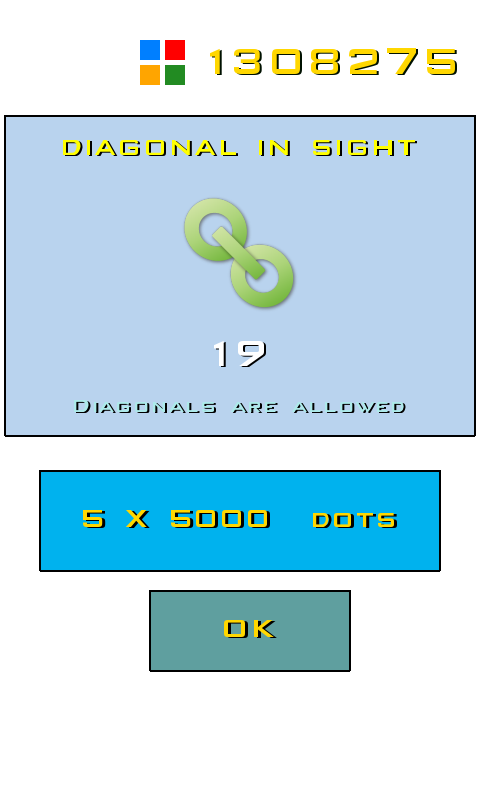 1308275
DIAGONAL IN SIGHT
19
Diagonals are allowed
5 X 5000 DOTS
OK